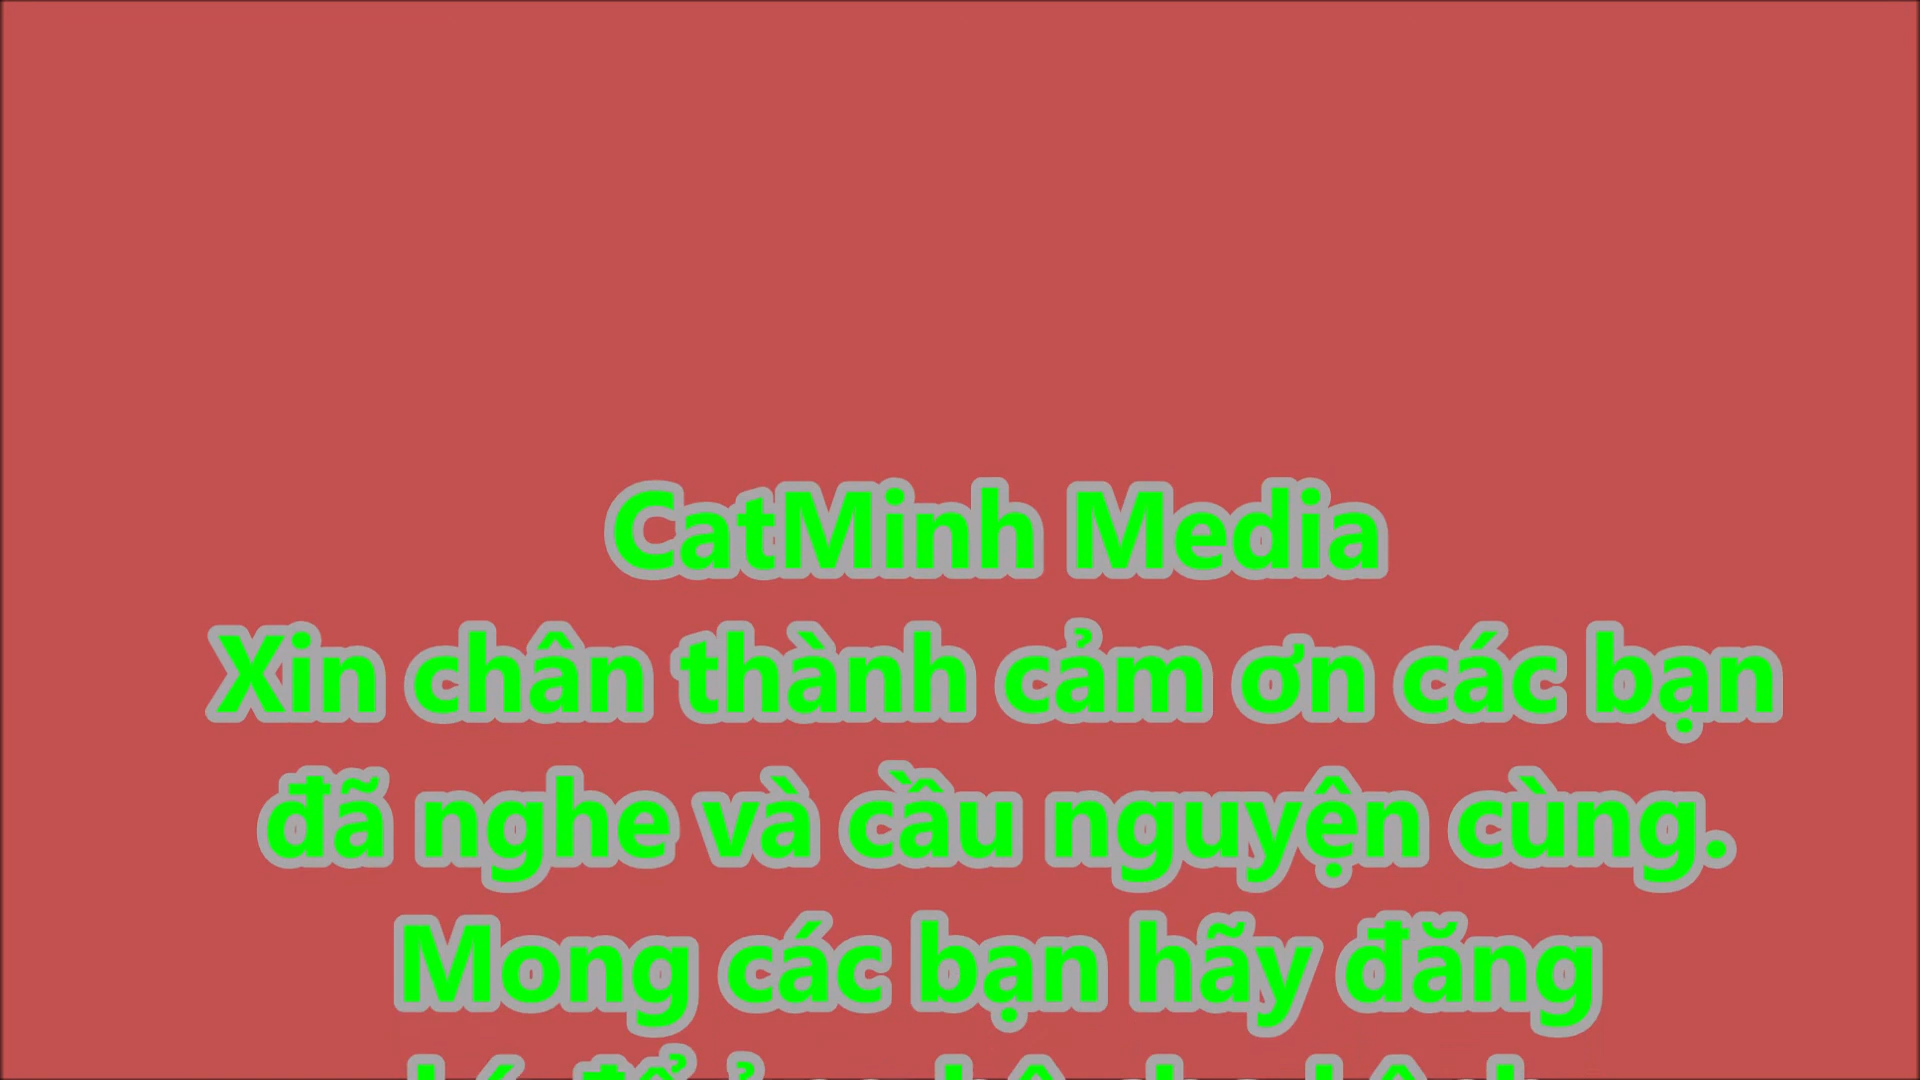 CatMinh Media
Xin chân thành cảm ơn các bạn
đã nghe và cầu nguyện cùng.
Mong các bạn hãy đăng